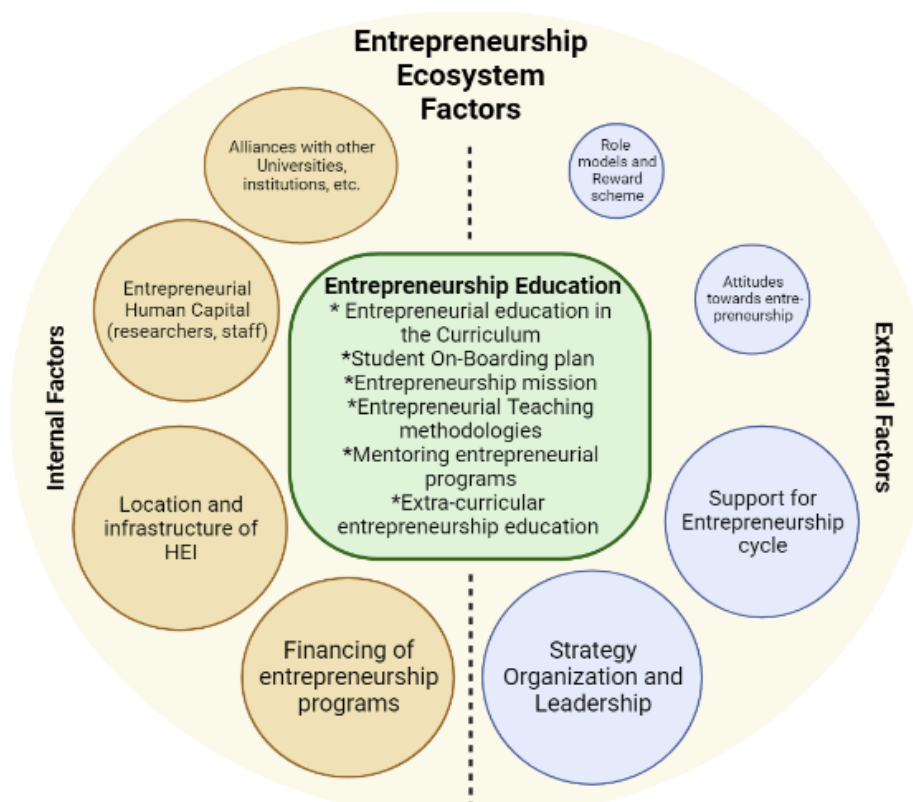 Entrepreneurship
Ecosystem
Factors
Alliances with other
Universities,
institutions, etc.
Role
models and
Reward
scheme
Entrepreneurial
Human Capital
(researchers, staff)
Attitudes
towards entre-
preneurship
Entrepreneurship Education
* Entrepreneurial education in
the Curriculum
*Student On-Boarding plan
*Entrepreneurship mission
*Entrepreneurial Teaching
methodologies
*Mentoring entrepreneurial
programs
*Extra-curricular
entrepreneurship education
Internal Factors
External Factors
Location and
infrastructure of
HEI
Support for
Entrepreneurship
cycle
Financing of
entrepreneurship
programs
Strategy
Organization and
Leadership